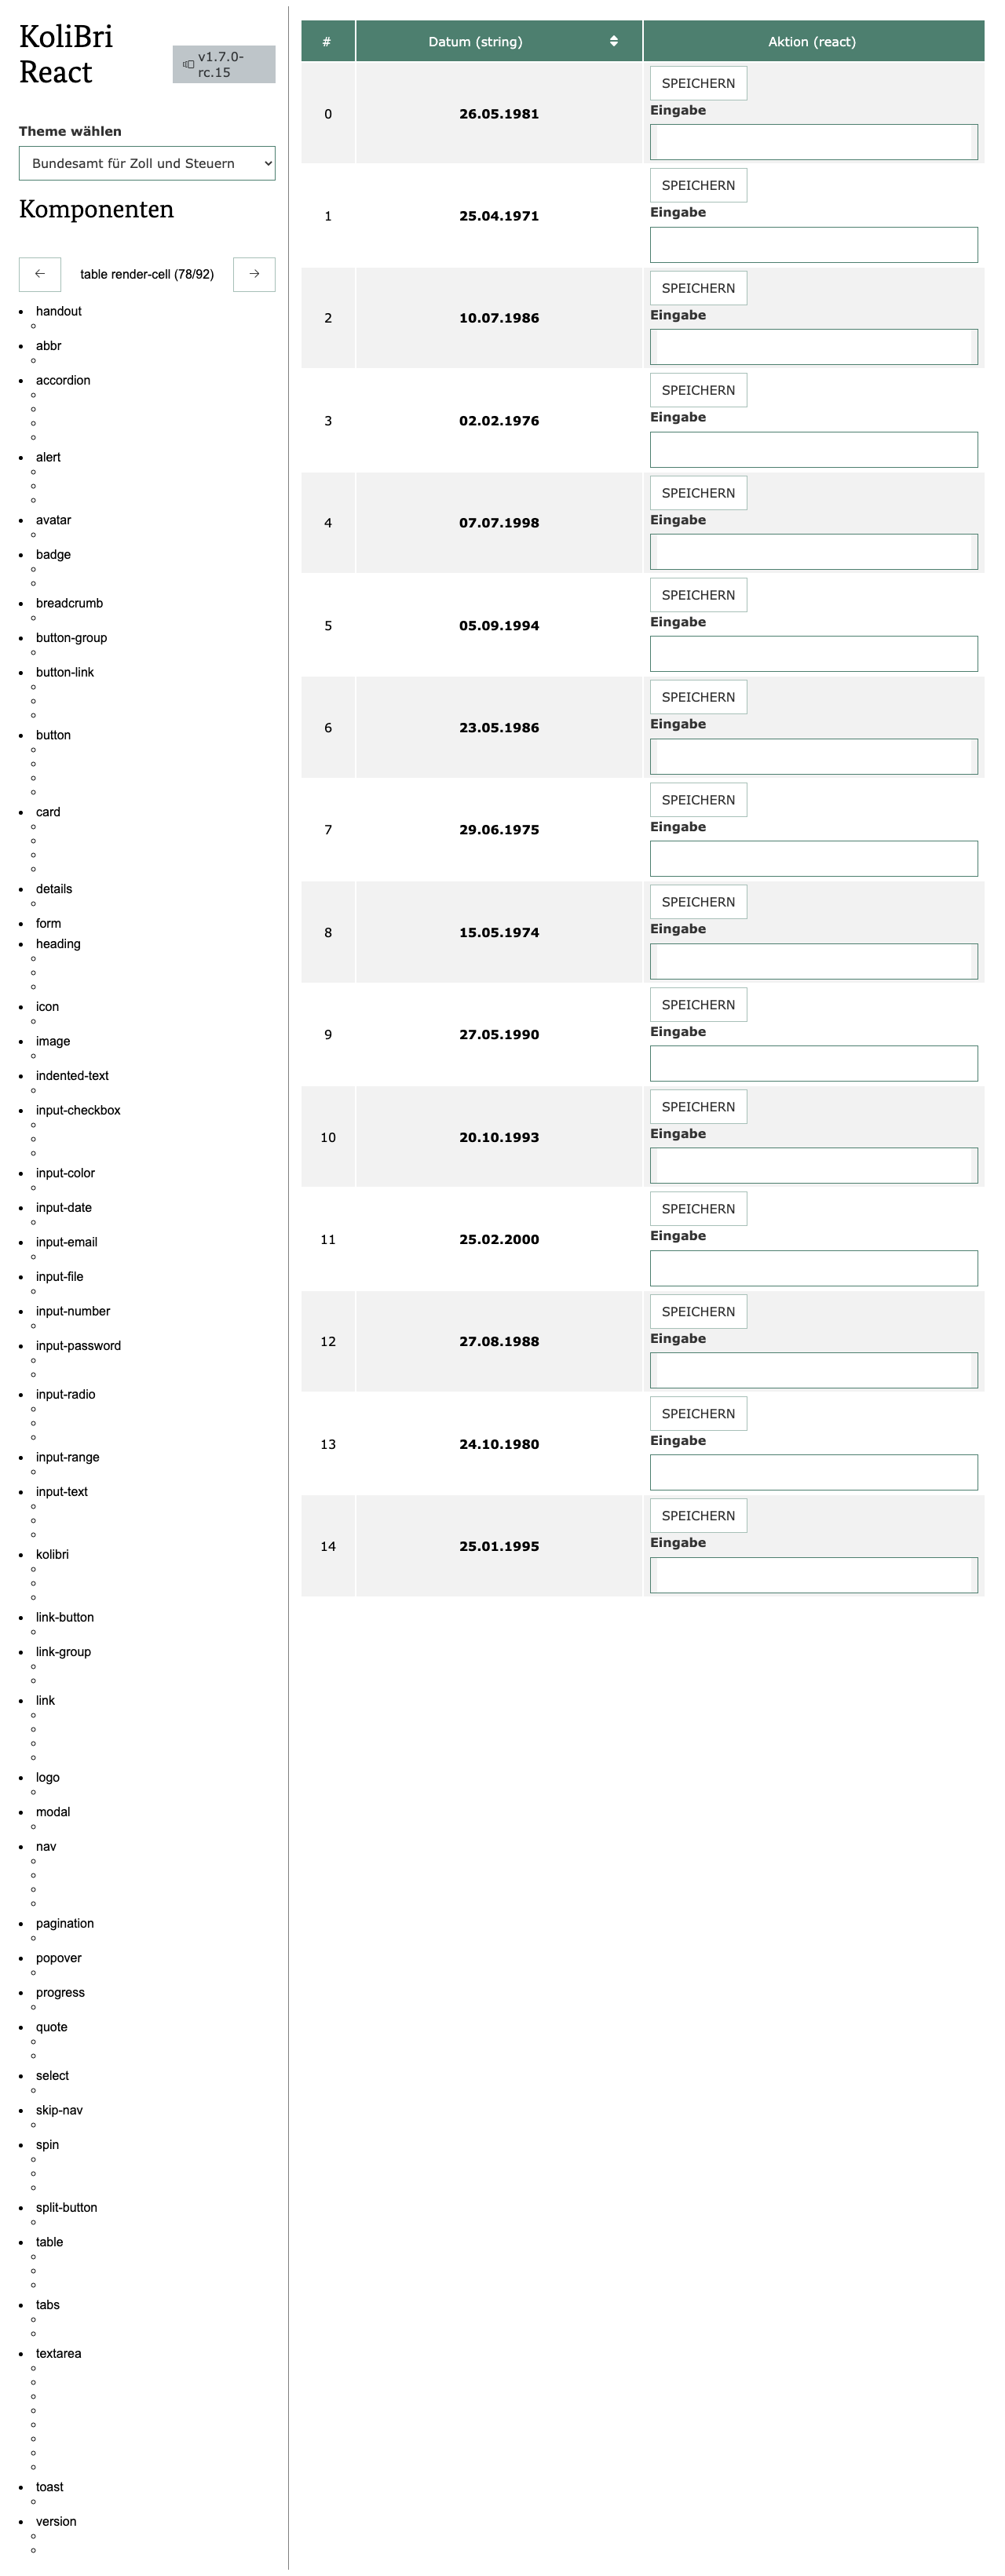 KoliBri
React
v1.7.0-
rc.15
Theme wählen
Bundesamt für Zoll und Steuern
Komponenten
← table render-cell (78/92) →
handout
abbr
accordion
alert
avatar
badge
breadcrumb
button-group
button-link
button
card
details
form
heading
icon
image
indented-text
input-checkbox
input-color
input-date
input-email
input-file
input-number
input-password
input-radio
input-range
input-text
kolibri
link-button
link-group
link
logo
modal
nav
pagination
popover
progress
quote
select
skip-nav
spin
split-button
table
tabs
textarea
toast
version
# Datum (string) Aktion (react)
SPEICHERN
Eingabe
0 26.05.1981
SPEICHERN
Eingabe
1 25.04.1971
SPEICHERN
Eingabe
2 10.07.1986
SPEICHERN
Eingabe
3 02.02.1976
SPEICHERN
Eingabe
4 07.07.1998
SPEICHERN
Eingabe
5 05.09.1994
SPEICHERN
Eingabe
6 23.05.1986
SPEICHERN
Eingabe
7 29.06.1975
SPEICHERN
Eingabe
8 15.05.1974
SPEICHERN
Eingabe
9 27.05.1990
SPEICHERN
Eingabe
10 20.10.1993
SPEICHERN
Eingabe
11 25.02.2000
SPEICHERN
Eingabe
12 27.08.1988
SPEICHERN
Eingabe
13 24.10.1980
SPEICHERN
Eingabe
14 25.01.1995